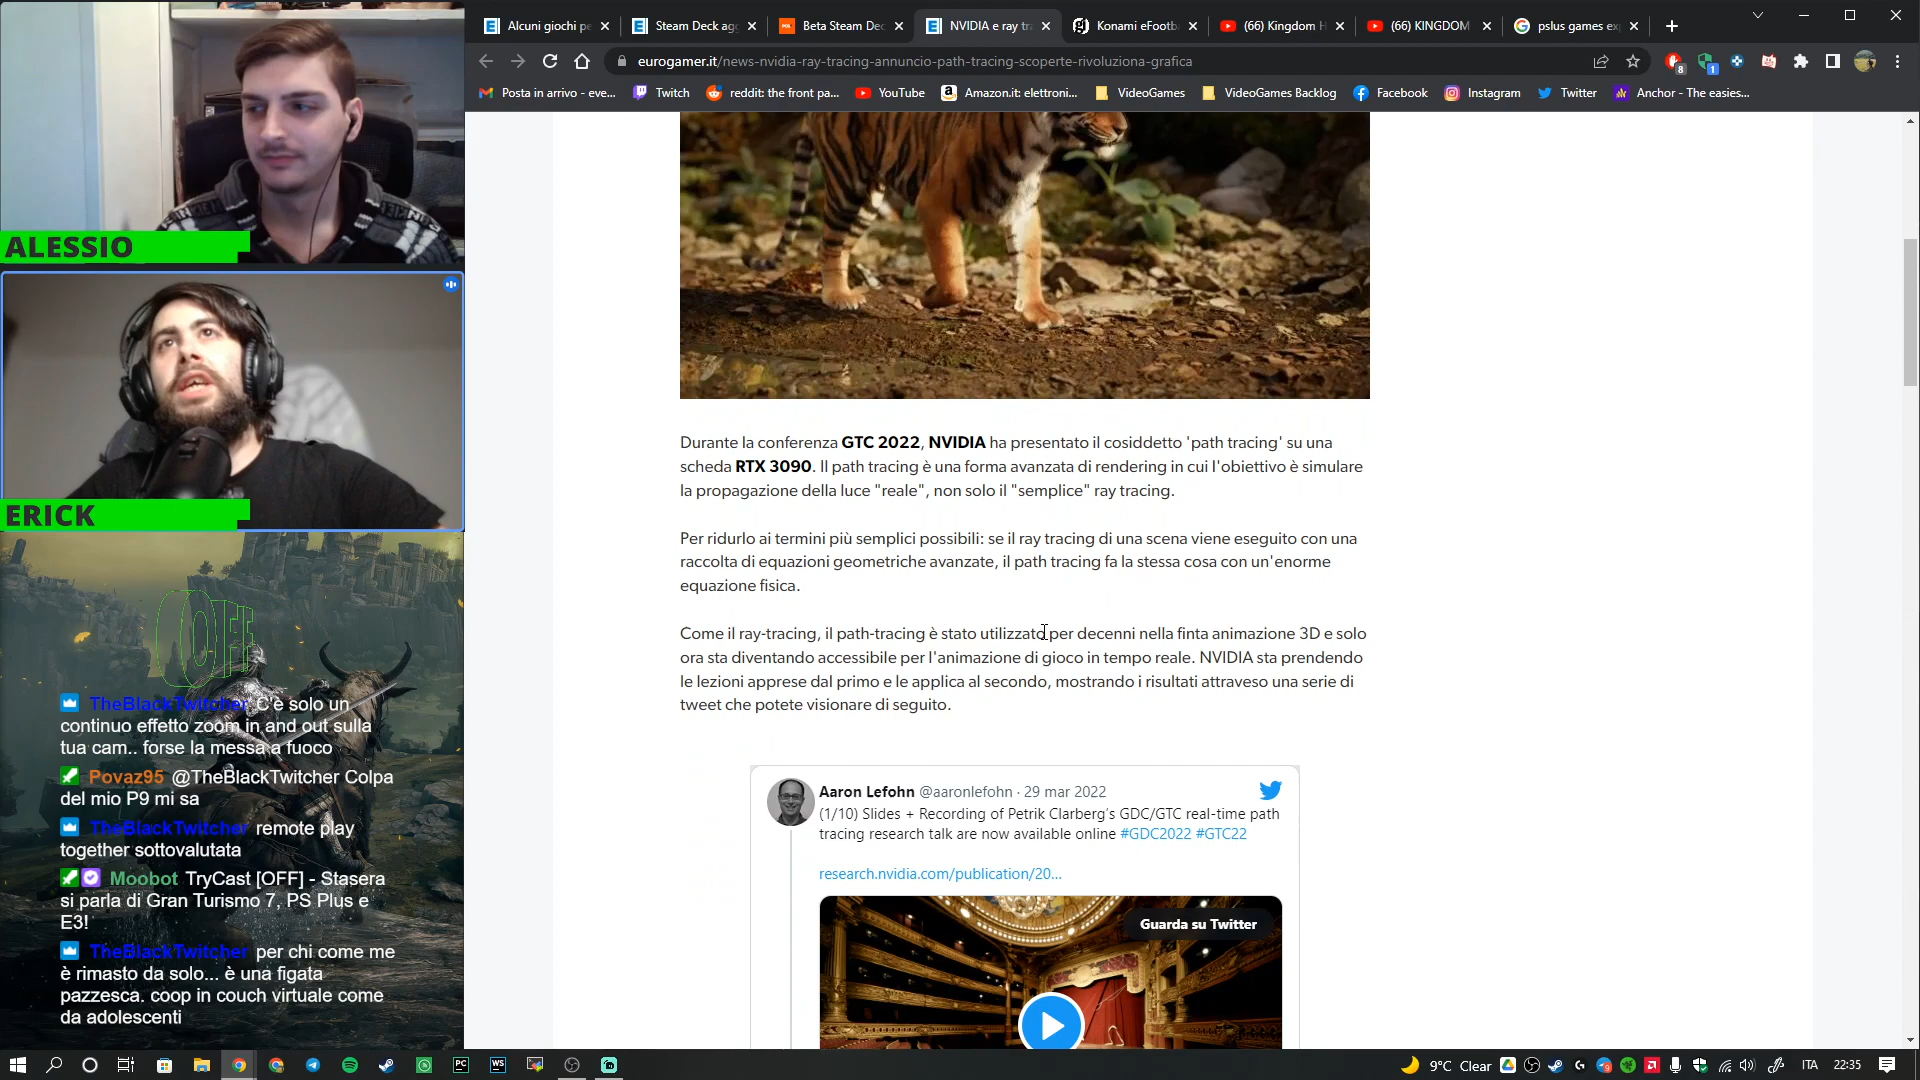 Alcuni giochi pe
Steam Deck agg
Beta Steam Dec
NVIDIA e ray tr
Konami eFootb
(66) Kingdom H
(66) KINGDOM
pslus games ex
eurogamer.it/news-nvidia-ray-tracing-annuncio-path-tracing-scoperte-rivoluziona-grafica
8
1
Posta in arrivo - eve...
Twitch
reddit: the front pa...
YouTube
Amazon.it: elettroni...
VideoGames
VideoGames Backlog
Facebook
Instagram
Twitter
Anchor - The easies...
ALESSIO
ERICK
OFF
TheBlackTwitcher C'è solo un
continuo effetto zoom in and out sulla
tua cam.. forse la messa a fuoco
Povaz95 @TheBlackTwitcher Colpa
del mio P9 mi sa
TheBlackTwitcher remote play
together sottovalutata
Moobot TryCast [OFF] - Stasera
si parla di Gran Turismo 7, PS Plus e
E3!
TheBlackTwitcher per chi come me
è rimasto da solo... è una figata
pazzesca. coop in couch virtuale come
da adolescenti
Durante la conferenza GTC 2022, NVIDIA ha presentato il cosiddetto 'path tracing' su una
scheda RTX 3090. Il path tracing è una forma avanzata di rendering in cui l'obiettivo è simulare
la propagazione della luce "reale", non solo il "semplice" ray tracing.
Per ridurlo ai termini più semplici possibili: se il ray tracing di una scena viene eseguito con una
raccolta di equazioni geometriche avanzate, il path tracing fa la stessa cosa con un'enorme
equazione fisica.
Come il ray-tracing, il path-tracing è stato utilizzato per decenni nella finta animazione 3D e solo
ora sta diventando accessibile per l'animazione di gioco in tempo reale. NVIDIA sta prendendo
le lezioni apprese dal primo e le applica al secondo, mostrando i risultati attraveso una serie di
tweet che potete visionare di seguito.
Aaron Lefohn @aaronlefohn · 29 mar 2022
(1/10) Slides + Recording of Petrik Clarberg's GDC/GTC real-time path
tracing research talk are now available online #GDC2022 #GTC22
research.nvidia.com/publication/20...
Guarda su Twitter
PC
WS
9°C Clear
ITA
22:35